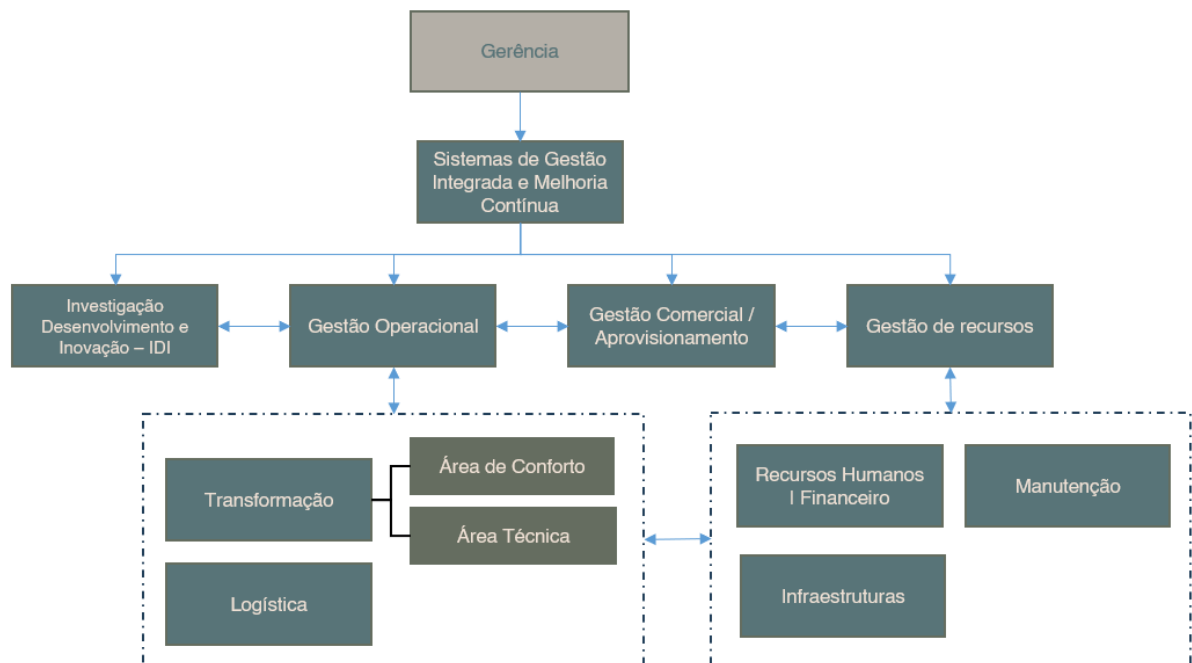 Gerência
Sistemas de Gestão
Integrada e Melhoria
Contínua
Investigação
Desenvolvimento e
Inovação – IDI
Gestão Operacional
Gestão Comercial /
Aprovisionamento
Gestão de recursos
Transformação
Área de Conforto
Área Técnica
Logística
Recursos Humanos
| Financeiro
Manutenção
Infraestruturas